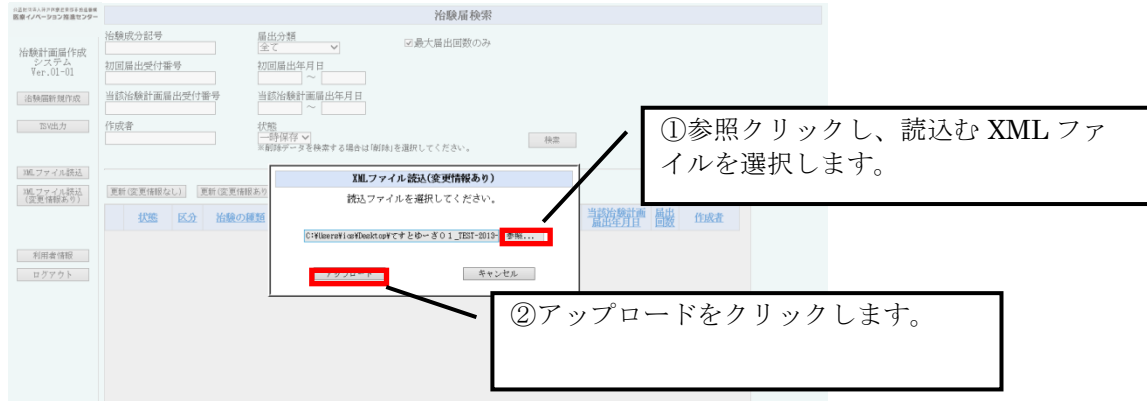 医療イノベーション推進センター
治験届検索
治験計画届作成
システム
Ver.01-01
治験届新規作成
TSV出力
XMLファイル読込
XMLファイル読込
(変更情報あり)
利用者情報
ログアウト
治験成分記号
届出分類
全て
☑最大届出回数のみ
初回届出受付番号
初回届出年月日
～
当該治験計画届出受付番号
当該治験計画届出年月日
～
作成者
状態
一時保存
※削除データを検索する場合は「削除」を選択してください。
検索
更新(変更情報なし)
更新(変更情報あり
状態 区分 治験の種類
当該治験計画
届出年月日
届出
回数
作成者
XMLファイル読込(変更情報あり)
読込ファイルを選択してください。
参照...
アップロード
キャンセル
①参照クリックし、読込む XML ファ
イルを選択します。
②アップロードをクリックします。